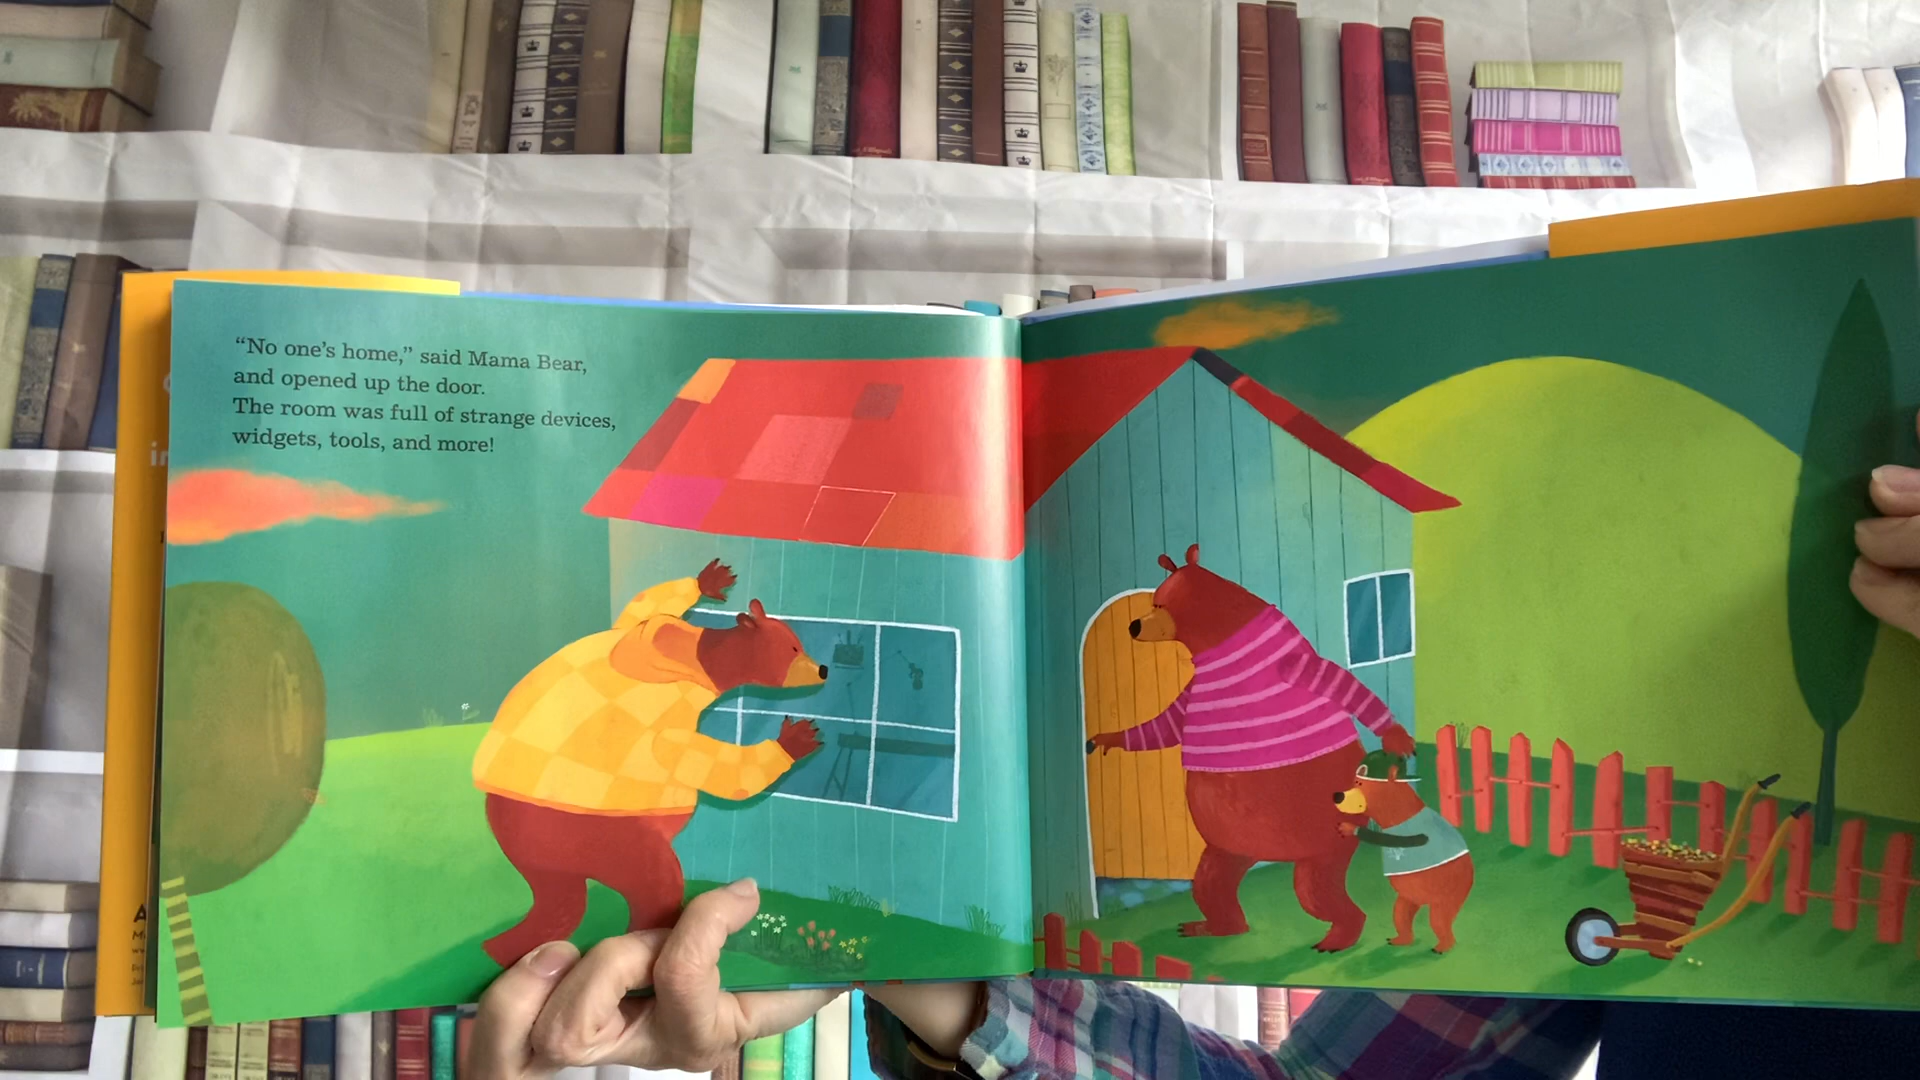 “No one’s home,” said Mama Bear,
and opened up the door.
The room was full of strange devices,
widgets, tools, and more!